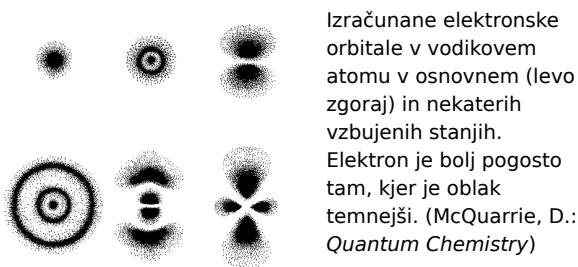 Izračunane elektronske
orbitale v vodikovem
atomu v osnovnem (levo
zgoraj) in nekaterih
vzbujenih stanjih.
Elektron je bolj pogosto
tam, kjer je oblak
temnejši. (McQuarrie, D.:
Quantum Chemistry)